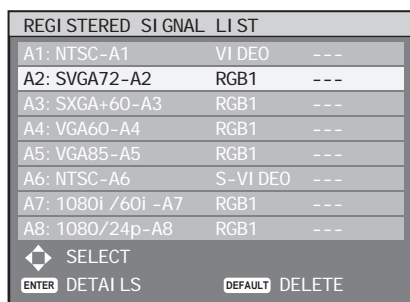 REGISTERED SIGNAL LIST
A1: NTSC-A1 VIDEO ---
A2: SVGA72-A2 RGB1 ---
A3: SXGA+60-A3 RGB1 ---
A4: VGA60-A4 RGB1 ---
A5: VGA85-A5 RGB1 ---
A6: NTSC-A6 S-VIDEO ---
A7: 1080i/60i-A7 RGB1 ---
A8: 1080/24p-A8 RGB1 ---
SELECT
ENTER DETAILS DEFAULT DELETE